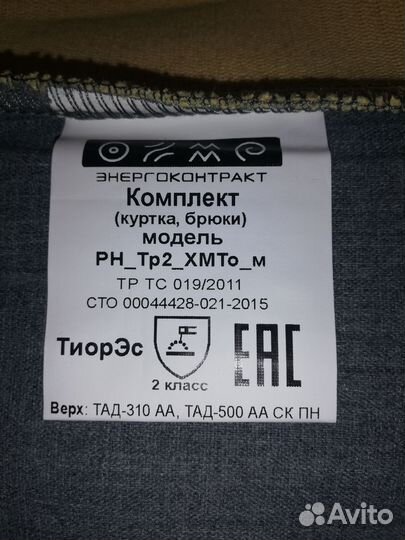 ЭНЕРГОКОНТРАКТ
Комплект
(куртка, брюки)
модель
РН_Тр2_ХМТо_м
ТР ТС 019/2011
СТО 00044428-021-2015
ТиорЭс
2 класс
ЕАС
Верх: ТАД-310 АА, ТАД-500 АА СК ПН
Avito